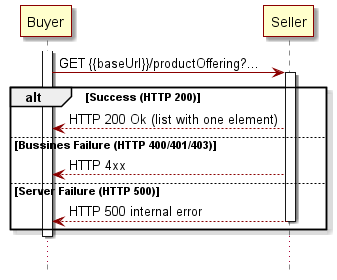 Buyer
Seller
GET {{baseUrl}}/productOffering?...
alt
[Success (HTTP 200)]
HTTP 200 Ok (list with one element)
[Bussines Failure (HTTP 400/401/403)]
HTTP 4xx
[Server Failure (HTTP 500)]
HTTP 500 internal error